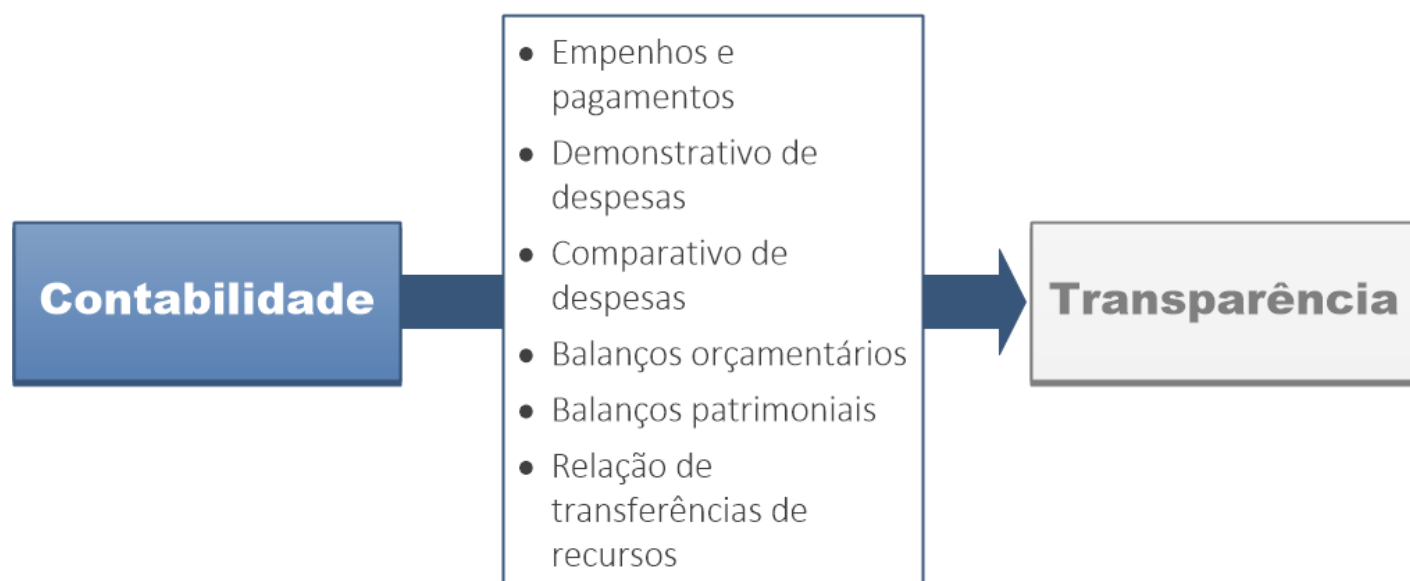 Contabilidade
● Empenhos e
pagamentos
● Demonstrativo de
despesas
● Comparativo de
despesas
● Balanços orçamentários
● Balanços patrimoniais
● Relação de
transferências de
recursos
Transparência